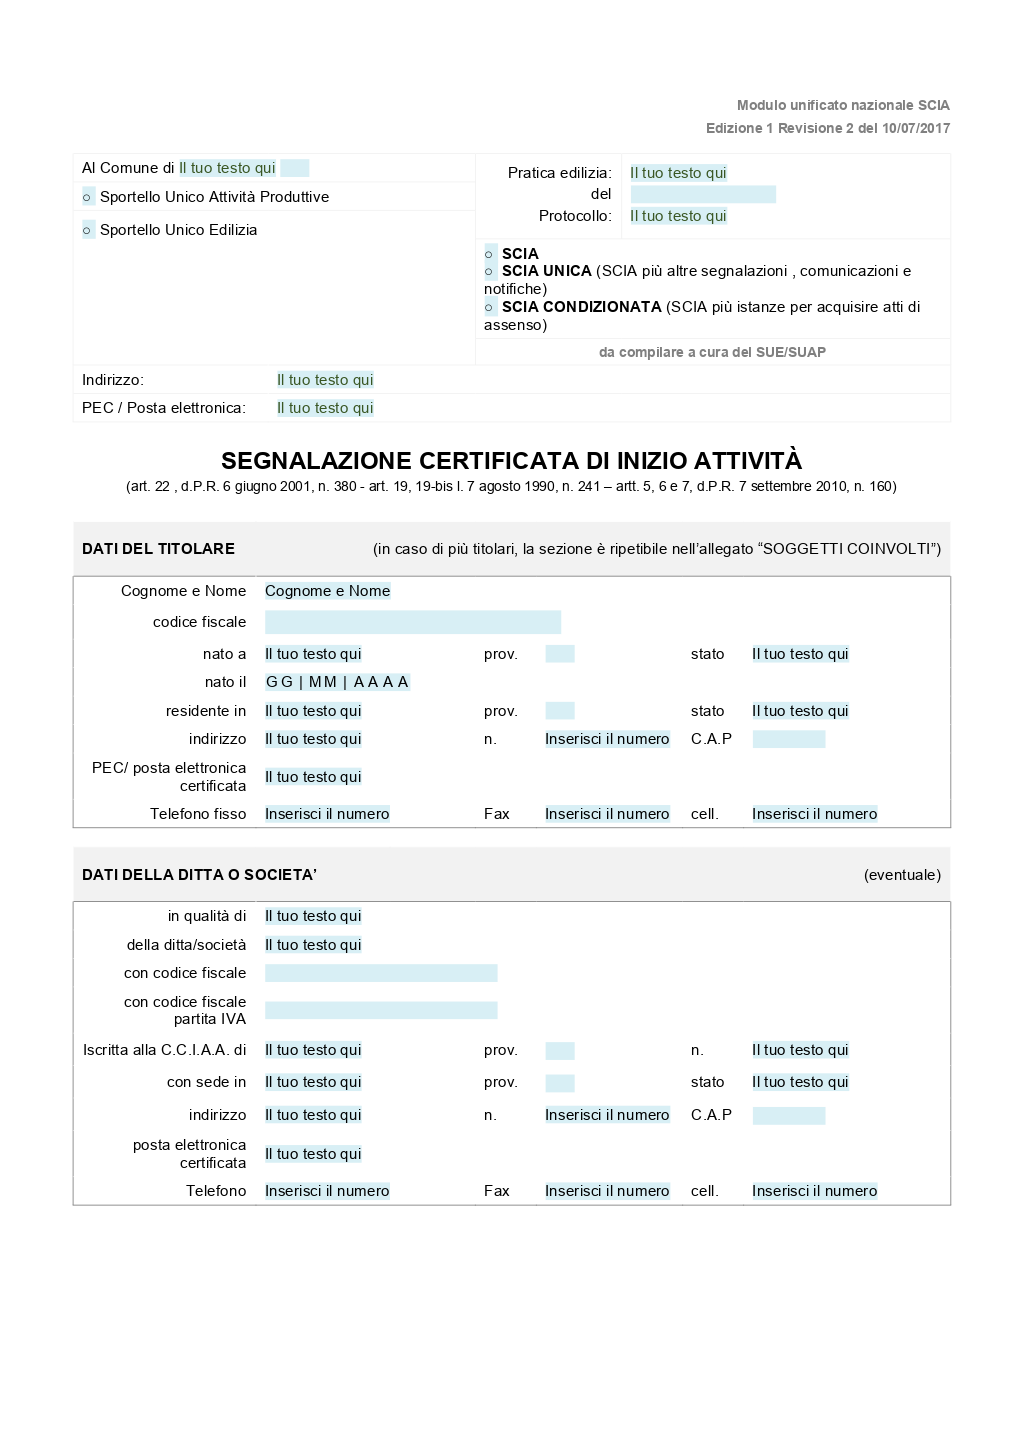 Modulo unificato nazionale SCIA
Edizione 1 Revisione 2 del 10/07/2017
Al Comune di Il tuo testo qui
○ Sportello Unico Attività Produttive
○ Sportello Unico Edilizia
Pratica edilizia: Il tuo testo qui
del
Protocollo: Il tuo testo qui
○ SCIA
○ SCIA UNICA (SCIA più altre segnalazioni , comunicazioni e
notifiche)
○ SCIA CONDIZIONATA (SCIA più istanze per acquisire atti di
assenso)
da compilare a cura del SUE/SUAP
Indirizzo: Il tuo testo qui
PEC / Posta elettronica: Il tuo testo qui
SEGNALAZIONE CERTIFICATA DI INIZIO ATTIVITÀ
(art. 22 , d.P.R. 6 giugno 2001, n. 380 - art. 19, 19-bis l. 7 agosto 1990, n. 241 – artt. 5, 6 e 7, d.P.R. 7 settembre 2010, n. 160)
DATI DEL TITOLARE (in caso di più titolari, la sezione è ripetibile nell’allegato “SOGGETTI COINVOLTI”)
Cognome e Nome Cognome e Nome
codice fiscale
nato a Il tuo testo qui prov. stato Il tuo testo qui
nato il G G | M M | A A A A
residente in Il tuo testo qui prov. stato Il tuo testo qui
indirizzo Il tuo testo qui n. Inserisci il numero C.A.P
PEC/ posta elettronica
certificata Il tuo testo qui
Telefono fisso Inserisci il numero Fax Inserisci il numero cell. Inserisci il numero
DATI DELLA DITTA O SOCIETA’ (eventuale)
in qualità di Il tuo testo qui
della ditta/società Il tuo testo qui
con codice fiscale
con codice fiscale
partita IVA
Iscritta alla C.C.I.A.A. di Il tuo testo qui prov. n. Il tuo testo qui
con sede in Il tuo testo qui prov. stato Il tuo testo qui
indirizzo Il tuo testo qui n. Inserisci il numero C.A.P
posta elettronica
certificata Il tuo testo qui
Telefono Inserisci il numero Fax Inserisci il numero cell. Inserisci il numero